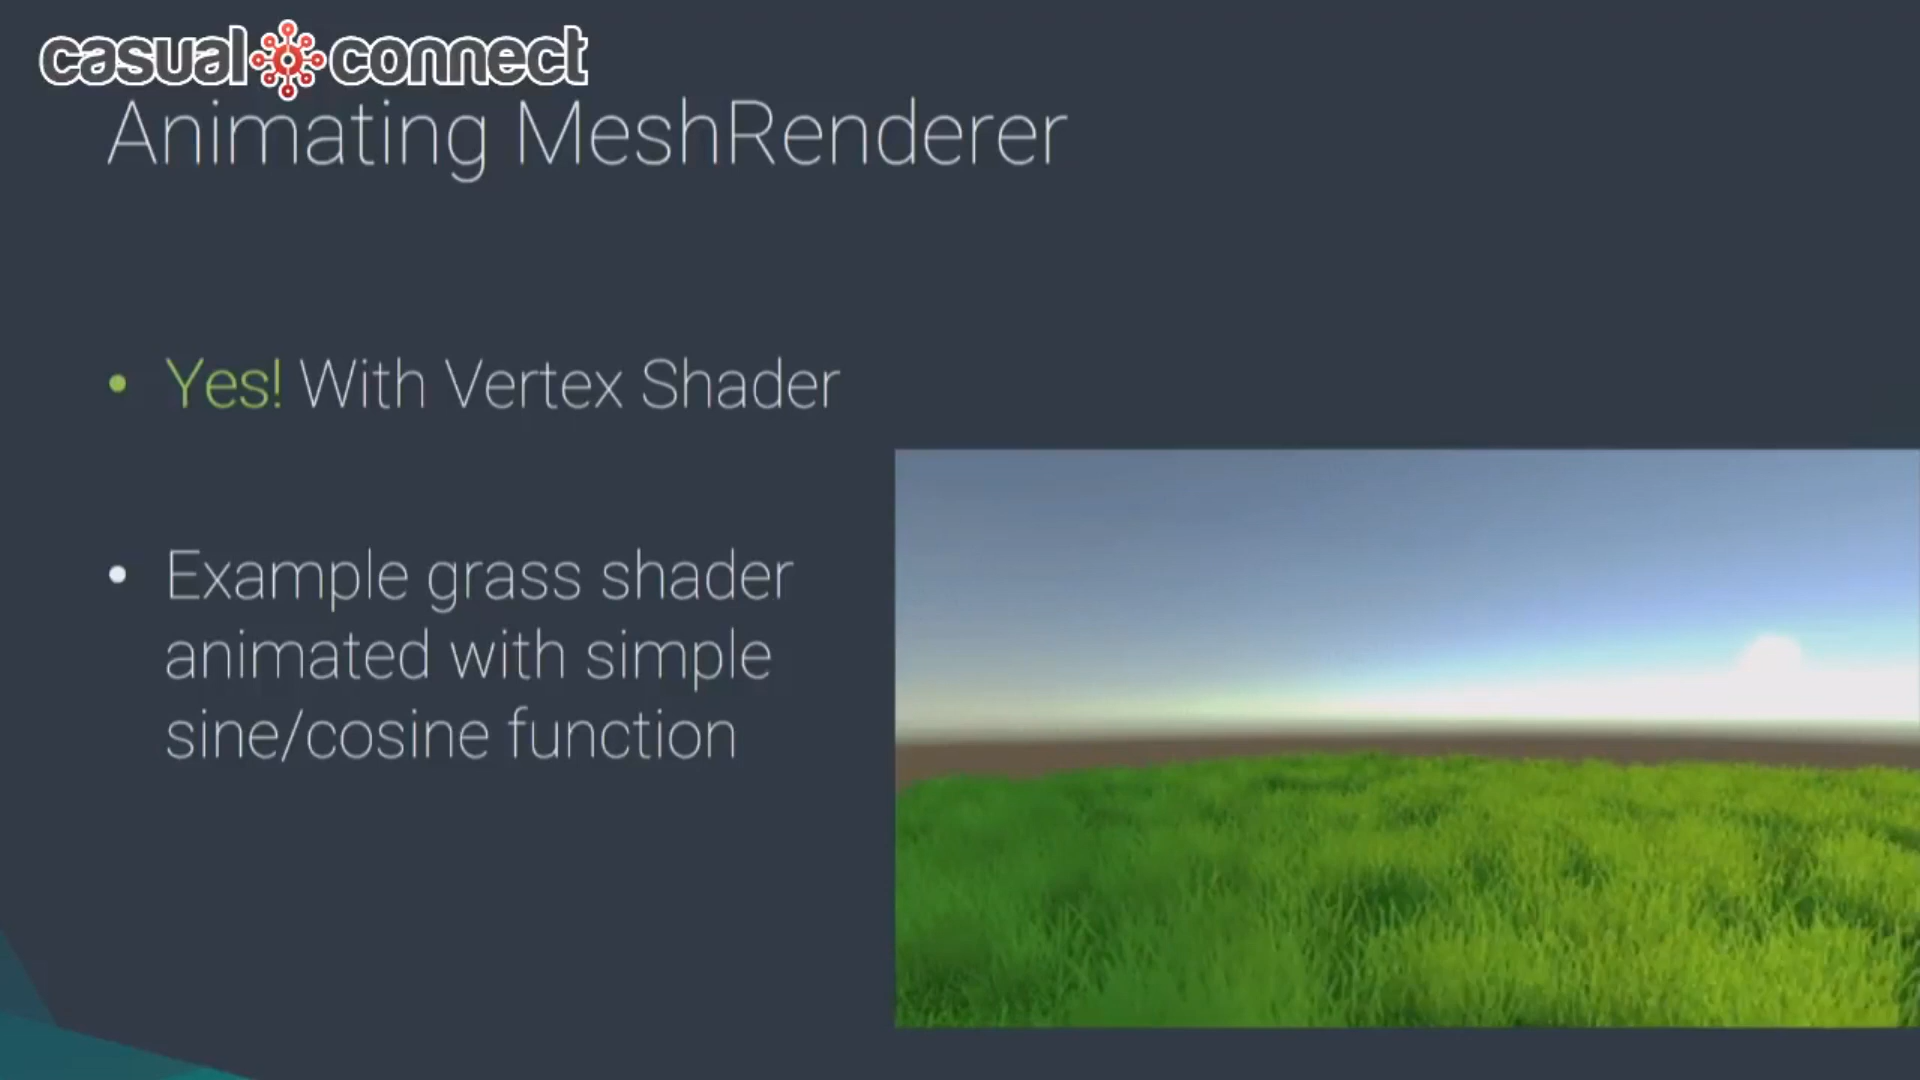 casual connect
Animating MeshRenderer
• Yes! With Vertex Shader
• Example grass shader
animated with simple
sine/cosine function